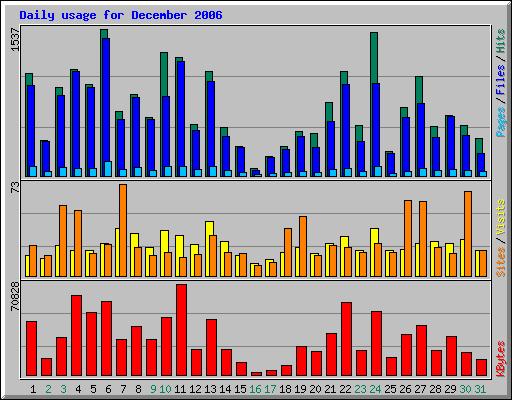 Daily usage for December 2006
1537
Pages / Files / Hits
73
Sites / Visits
70828
KBytes
1 2 3 4 5 6 7 8 9 10 11 12 13 14 15 16 17 18 19 20 21 22 23 24 25 26 27 28 29 30 31